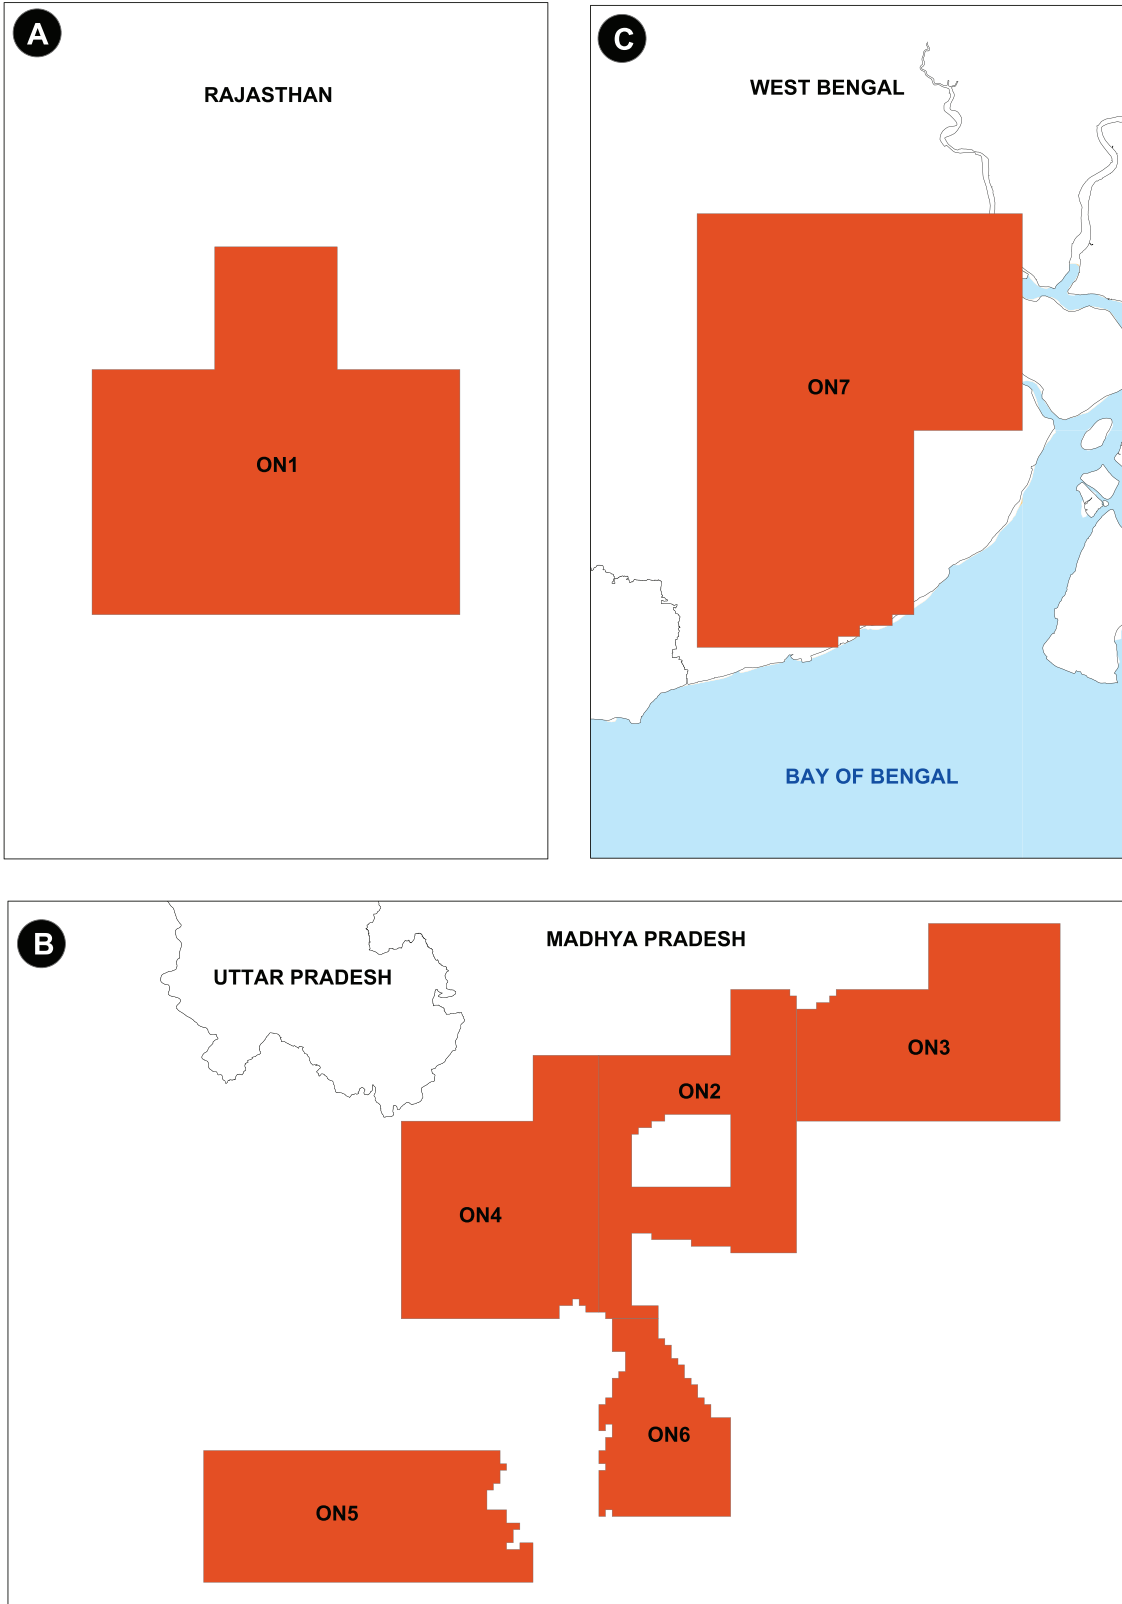 A
RAJASTHAN
ON1
C
WEST BENGAL
ON7
BAY OF BENGAL
B
MADHYA PRADESH
UTTAR PRADESH
ON3
ON2
ON4
ON6
ON5